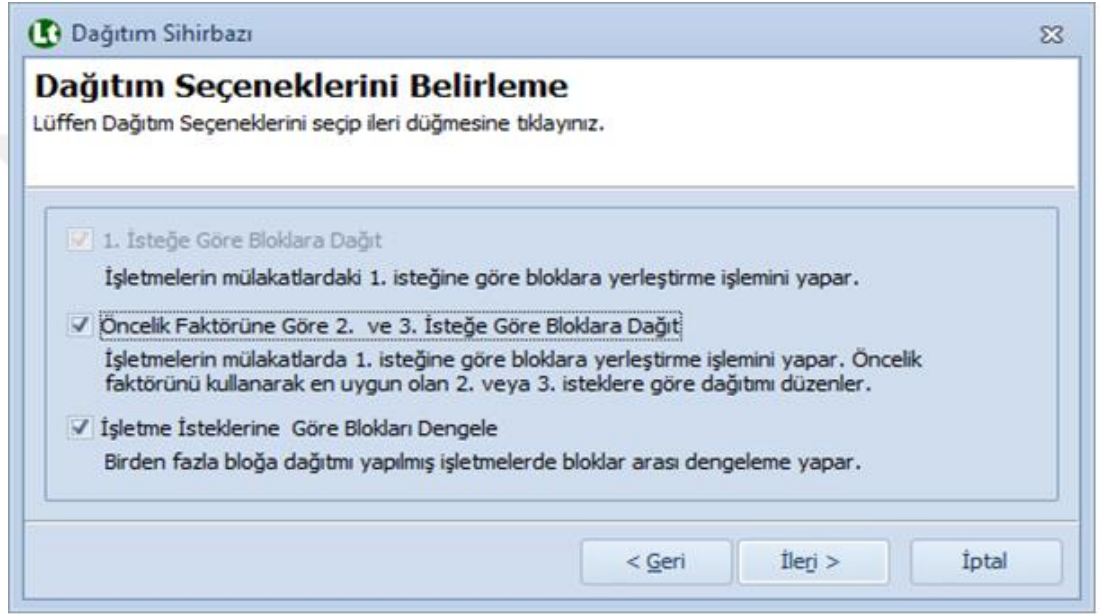 Lt Dağıtım Sihirbazı
Dağıtım Seçeneklerini Belirleme
Lüffen Dağıtım Seçeneklerini seçip ileri düğmesine tıklayınız.
1. İsteğe Göre Bloklara Dağıt
İşletmelerin mülakatlardaki 1. isteğine göre bloklara yerleştirme işlemini yapar.
Öncelik Faktörüne Göre 2. ve 3. İsteğe Göre Bloklara Dağıt
İşletmelerin mülakatlarda 1. isteğine göre bloklara yerleştirme işlemini yapar. Öncelik
faktörünü kullanarak en uygun olan 2. veya 3. isteklere göre dağıtımı düzenler.
İşletme İsteklerine Göre Blokları Dengele
Birden fazla bloğa dağıtımı yapılmış işletmelerde bloklar arası dengeleme yapar.
< Geri İleri > İptal